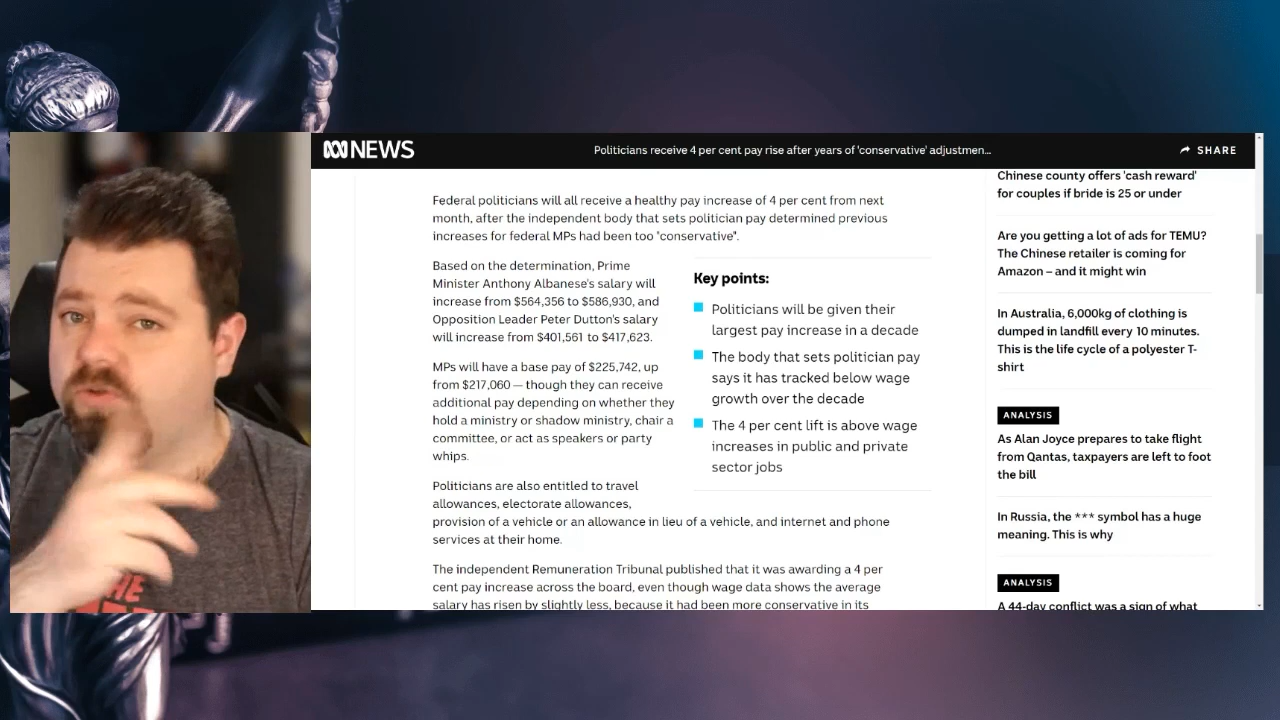 NEWS
Politicians receive 4 per cent pay rise after years of 'conservative' adjustmen...
SHARE
Federal politicians will all receive a healthy pay increase of 4 per cent from next
month, after the independent body that sets politician pay determined previous
increases for federal MPs had been too "conservative".
Based on the determination, Prime
Minister Anthony Albanese's salary will
increase from $564,356 to $586,930, and
Opposition Leader Peter Dutton's salary
will increase from $401,561 to $417,623.
MPs will have a base pay of $225,742, up
from $217,060 — though they can receive
additional pay depending on whether they
hold a ministry or shadow ministry, chair a
committee, or act as speakers or party
whips.
Politicians are also entitled to travel
allowances, electorate allowances,
provision of a vehicle or an allowance in lieu of a vehicle, and internet and phone
services at their home.
The independent Remuneration Tribunal published that it was awarding a 4 per
cent pay increase across the board, even though wage data shows the average
salary has risen by slightly less, because it had been more conservative in its
Key points:
Politicians will be given their
largest pay increase in a decade
The body that sets politician pay
says it has tracked below wage
growth over the decade
The 4 per cent lift is above wage
increases in public and private
sector jobs
Chinese county offers 'cash reward'
for couples if bride is 25 or under
Are you getting a lot of ads for TEMU?
The Chinese retailer is coming for
Amazon – and it might win
In Australia, 6,000kg of clothing is
dumped in landfill every 10 minutes.
This is the life cycle of a polyester T-
shirt
ANALYSIS
As Alan Joyce prepares to take flight
from Qantas, taxpayers are left to foot
the bill
In Russia, the *** symbol has a huge
meaning. This is why
ANALYSIS
A 44-day conflict was a sign of what
THE